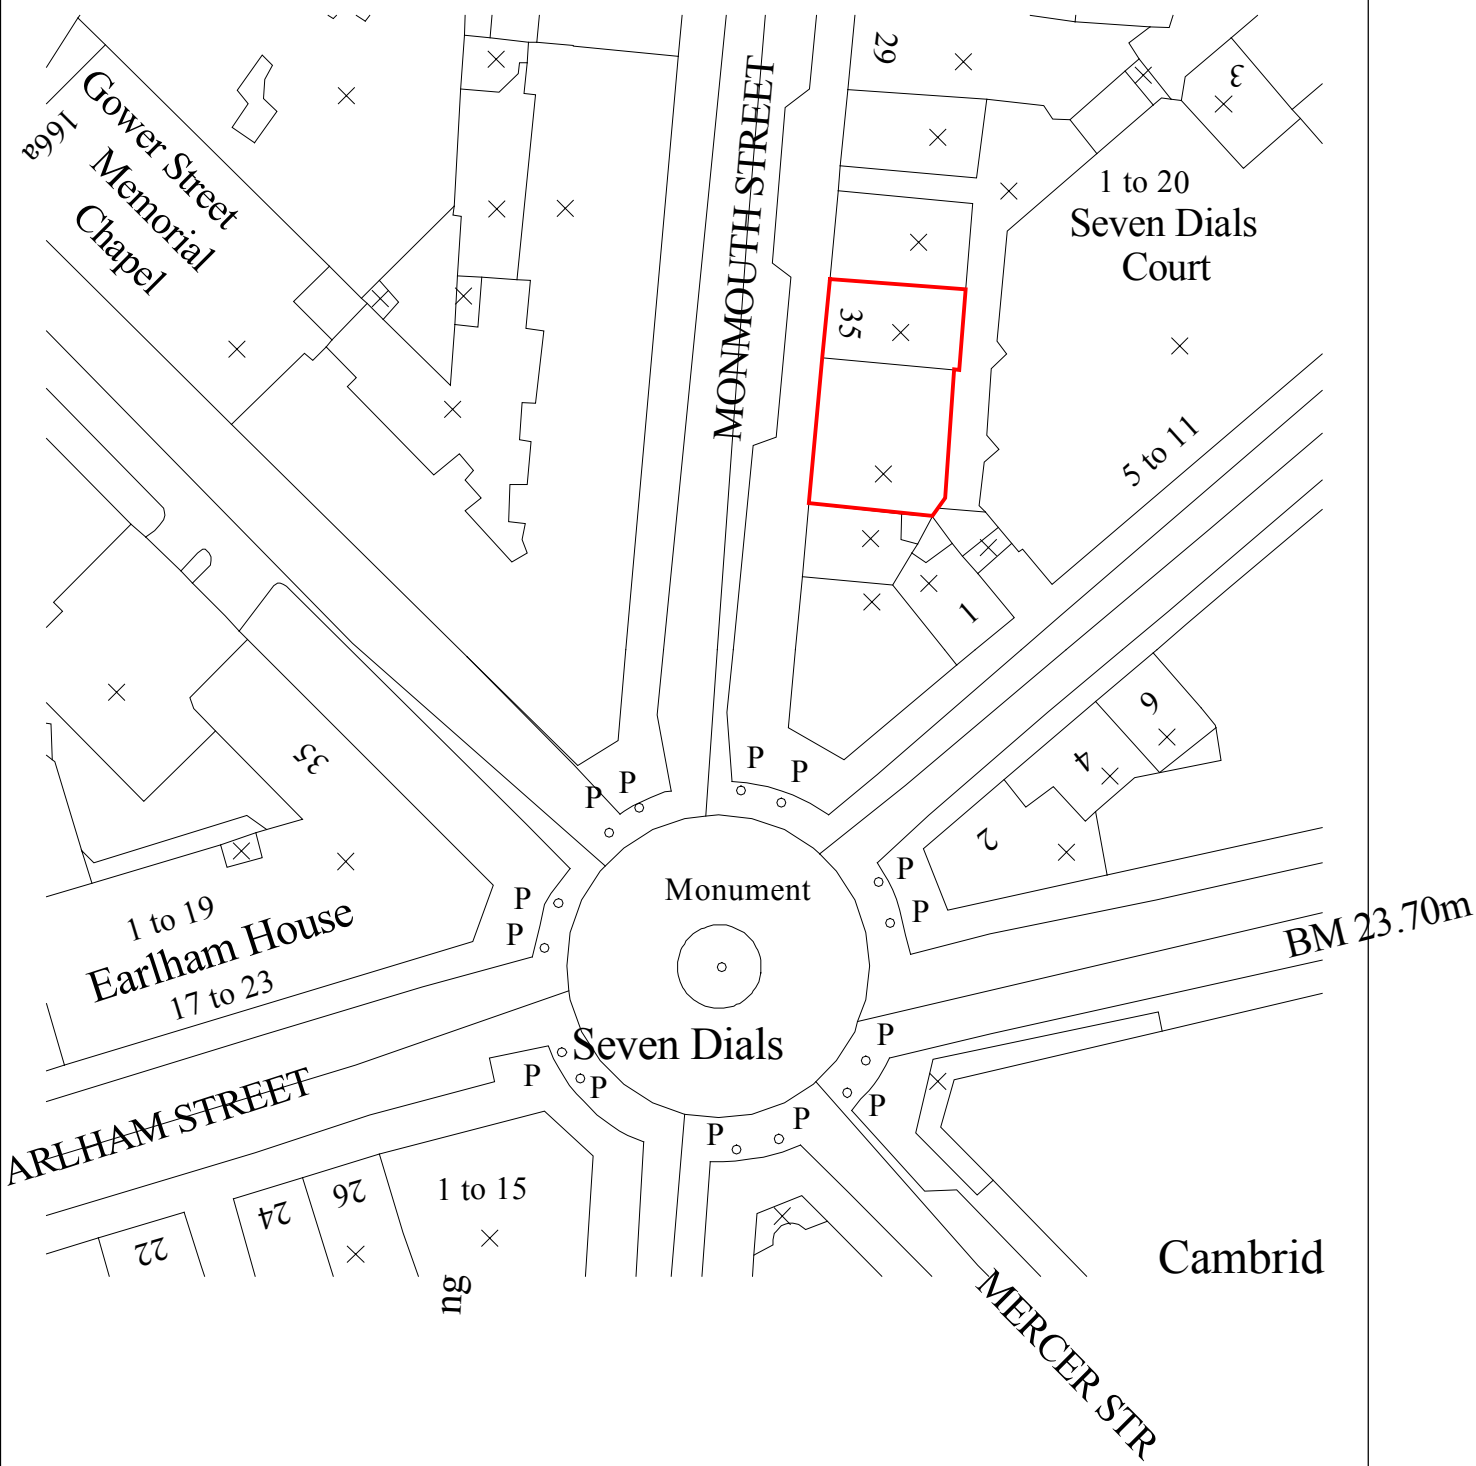 29
3
Gower Street
Memorial
Chapel
166a
MONMOUTH STREET
1 to 20
Seven Dials
Court
35
5 to 11
1
6
4
2
35
P
P
P
P
P
P
P
P
Monument
BM 23.70m
1 to 19
Earlham House
17 to 23
Seven Dials
P
P
P
P
P
P
ARLHAM STREET
1 to 15
26
24
22
ng
Cambrid
MERCER STR